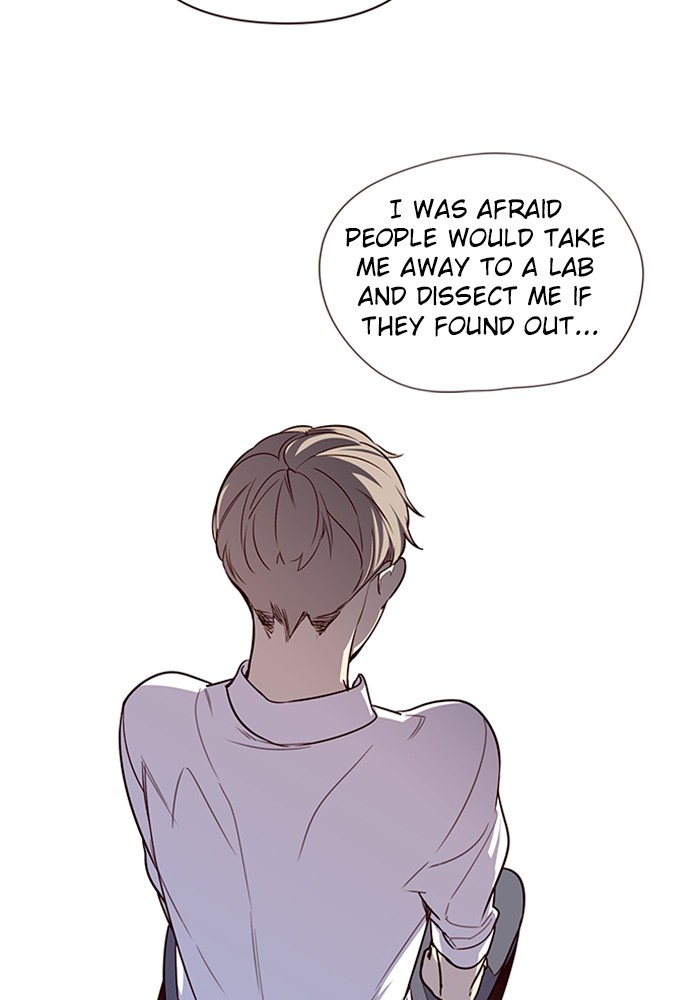 I WAS AFRAID
PEOPLE WOULD TAKE
ME AWAY TO A LAB
AND DISSECT ME IF
THEY FOUND OUT...